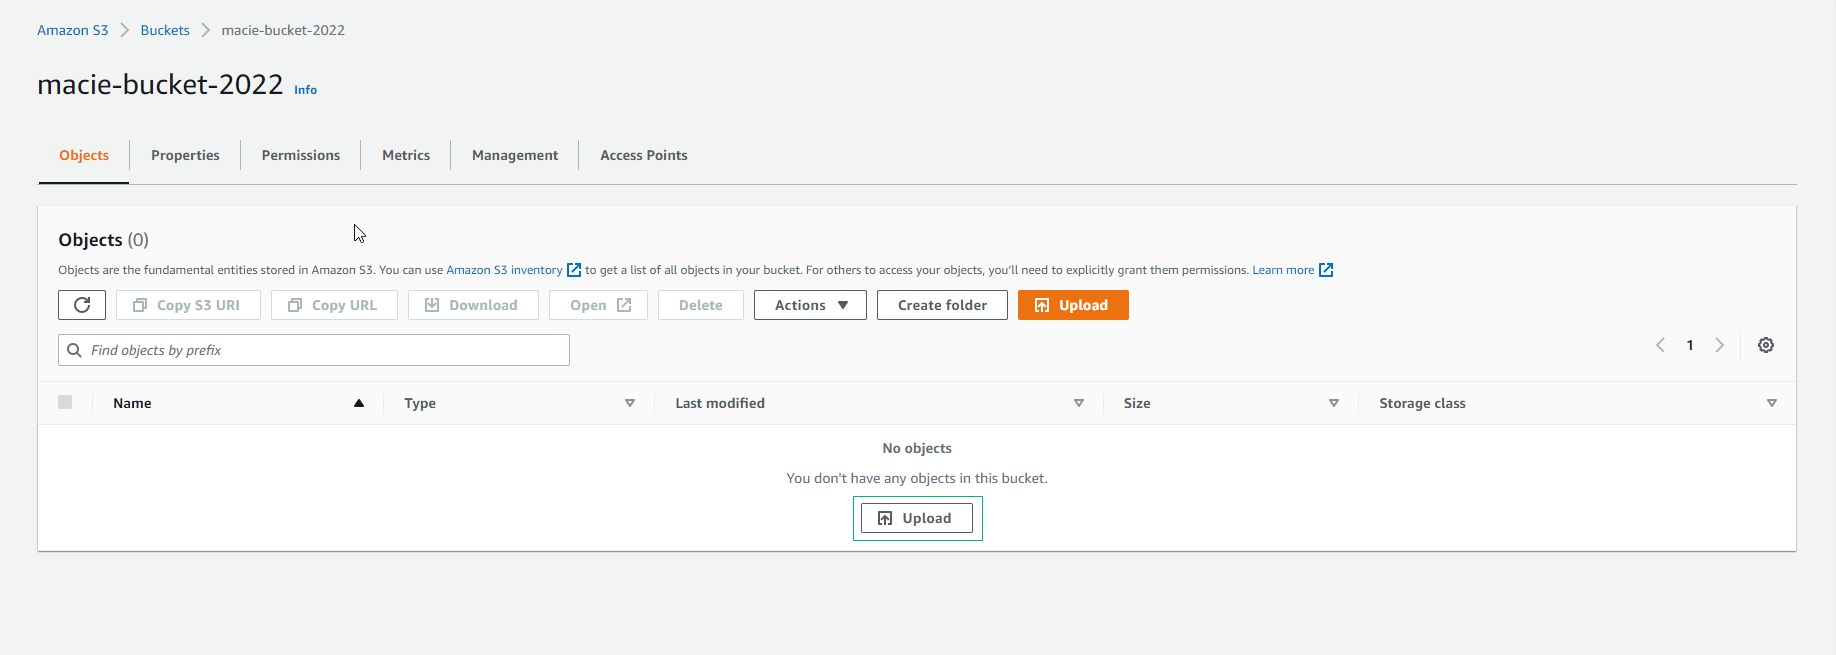 Amazon S3 Buckets macie-bucket-2022
macie-bucket-2022 Info
Objects Properties Permissions Metrics Management Access Points
Objects (0)
Objects are the fundamental entities stored in Amazon S3. You can use Amazon S3 inventory to get a list of all objects in your bucket. For others to access your objects, you'll need to explicitly grant them permissions. Learn more
Copy S3 URI Copy URL Download Open Delete Actions Create folder Upload
Find objects by prefix 1
Name Type Last modified Size Storage class
No objects
You don't have any objects in this bucket.
Upload